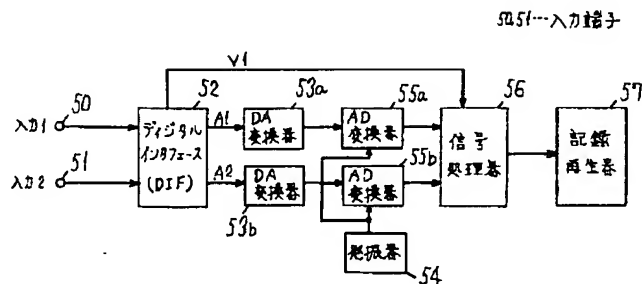 50,51…入力端子
V1
50
入力1
51
入力2
52
ディジタル
インタフェース
(DIF)
A1
A2
53a
DA
変換器
DA
変換器
53b
55a
AD
変換器
55b
AD
変換器
発振器
54
56
信号
処理器
57
記録
再生器